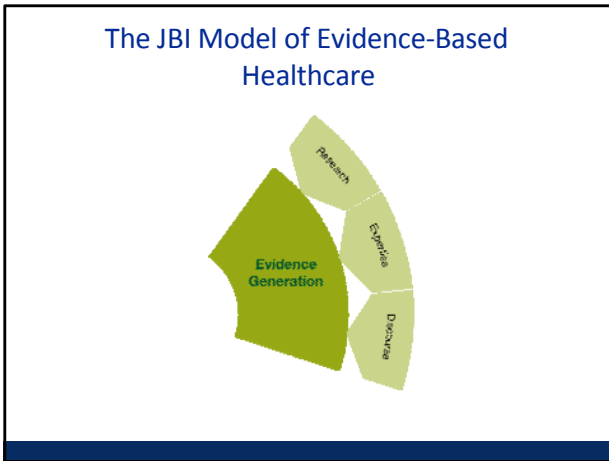 The JBI Model of Evidence-Based
Healthcare
Research
Expertise
Evidence
Generation
Discourse